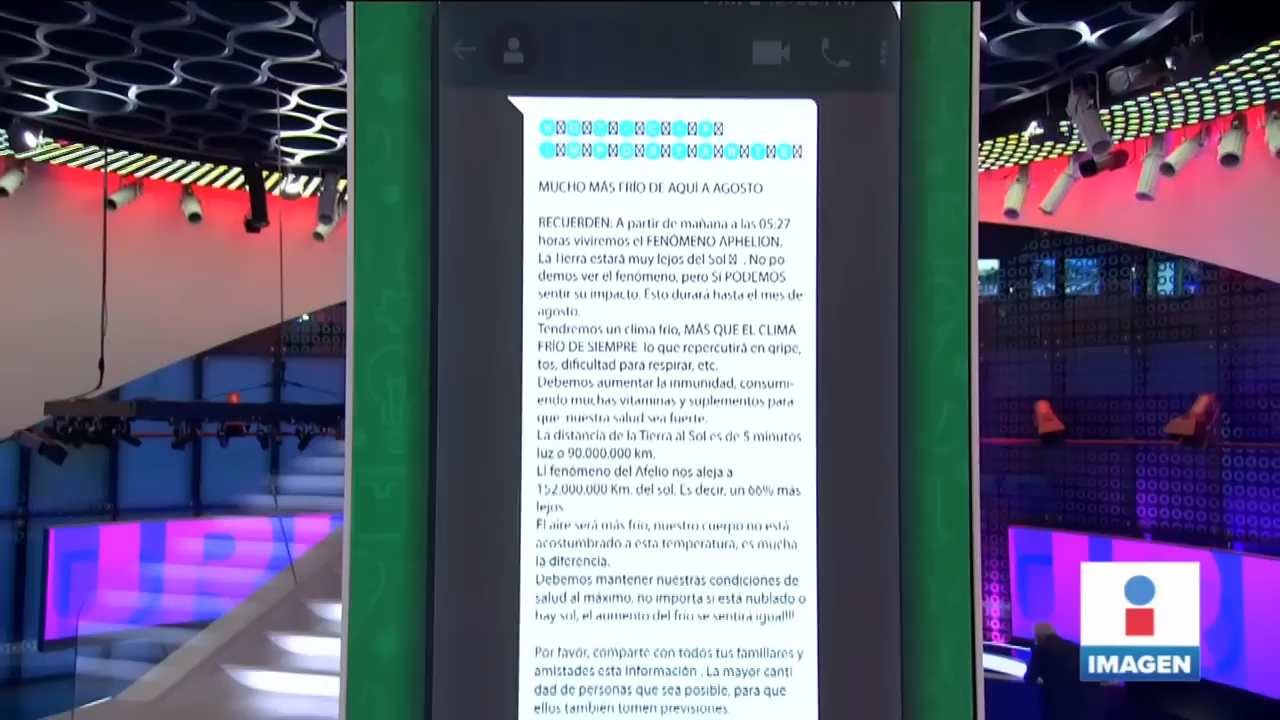 NOTICIAS
IMPORTANTES
MUCHO MÁS FRÍO DE AQUÍ A AGOSTO
RECUERDEN: A partir de mañana a las 05:27
horas viviremos el FENÓMENO APHELION.
La Tierra estará muy lejos del Sol . No po-
demos ver el fenómeno, pero SÍ PODEMOS
sentir su impacto. Esto durará hasta el mes de
agosto.
Tendremos un clima frío, MÁS QUE EL CLIMA
FRÍO DE SIEMPRE lo que repercutirá en gripe,
tos, dificultad para respirar, etc.
Debemos aumentar la inmunidad, consumi-
endo muchas vitaminas y suplementos para
que nuestra salud sea fuerte.
La distancia de la Tierra al Sol es de 5 minutos
luz o 90.000.000 km.
El fenómeno del Afelio nos aleja a
152.000.000 Km. del sol. Es decir, un 66% más
lejos
El aire será más frío, nuestro cuerpo no está
acostumbrado a esta temperatura, es mucha
la diferencia.
Debemos mantener nuestras condiciones de
salud al máximo, no importa si está nublado o
hay sol, el aumento del frío se sentirá igual!!!
Por favor, comparte con todos tus familiares y
amistades esta información . La mayor canti
dad de personas que sea posible, para que
ellos también tomen previsiones.
IMAGEN